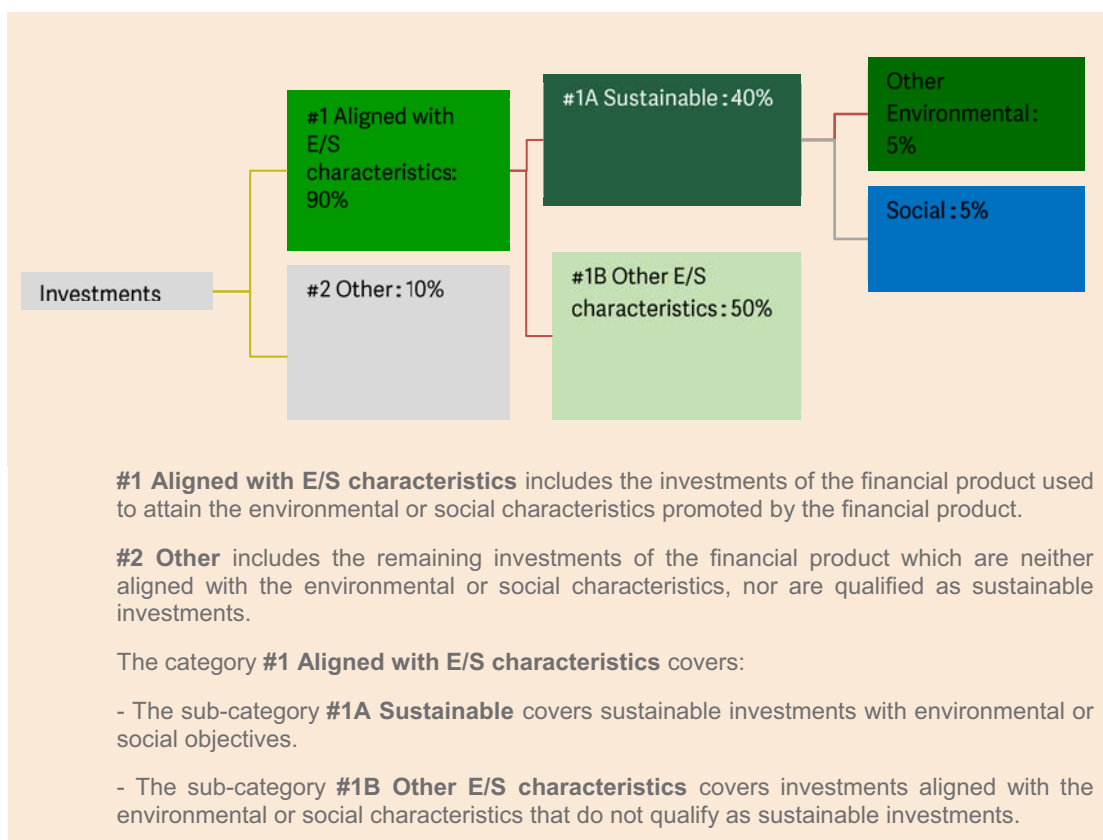 Investments
#1 Aligned with
E/S
characteristics:
90%
#2 Other: 10%
#1A Sustainable: 40%
#1B Other E/S
characteristics: 50%
Other
Environmental:
5%
Social: 5%
#1 Aligned with E/S characteristics includes the investments of the financial product used
to attain the environmental or social characteristics promoted by the financial product.
#2 Other includes the remaining investments of the financial product which are neither
aligned with the environmental or social characteristics, nor are qualified as sustainable
investments.
The category #1 Aligned with E/S characteristics covers:
- The sub-category #1A Sustainable covers sustainable investments with environmental or
social objectives.
- The sub-category #1B Other E/S characteristics covers investments aligned with the
environmental or social characteristics that do not qualify as sustainable investments.